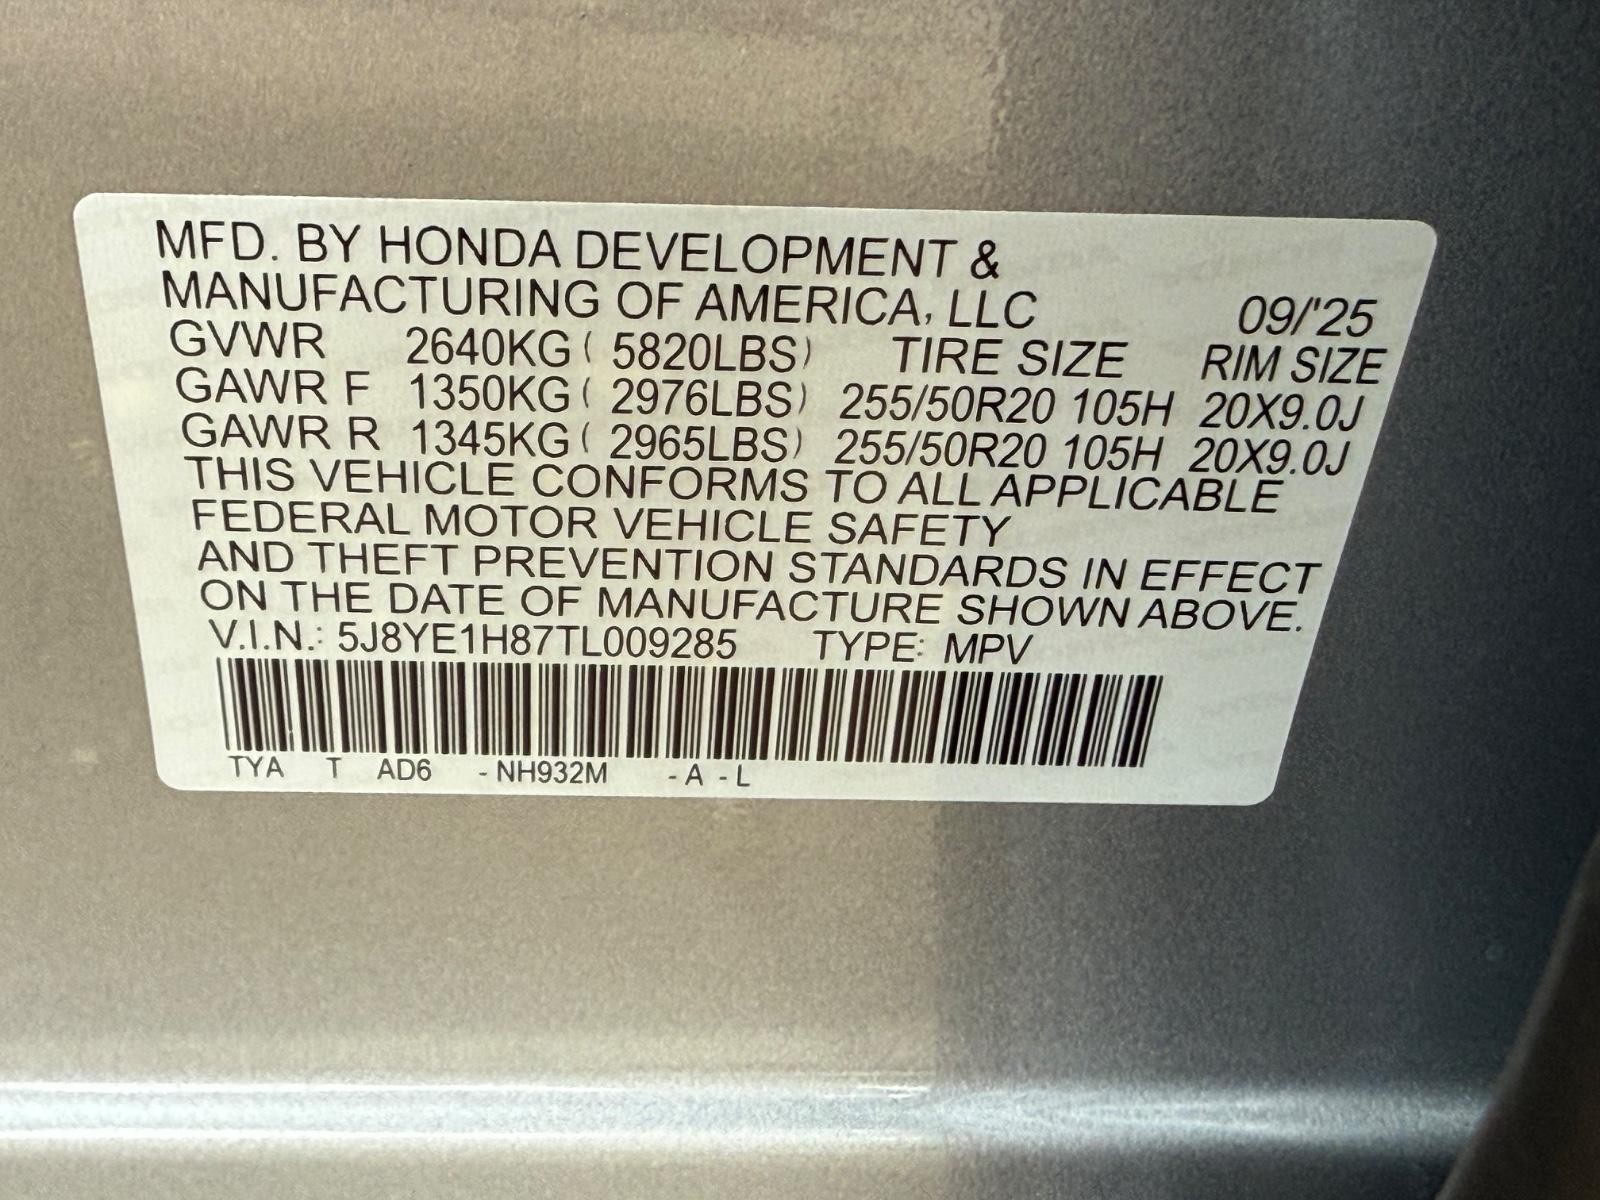 MFD. BY HONDA DEVELOPMENT &
MANUFACTURING OF AMERICA, LLC 09/'25
GVWR 2640KG ( 5820LBS) TIRE SIZE RIM SIZE
GAWR F 1350KG ( 2976LBS) 255/50R20 105H 20X9.0J
GAWR R 1345KG ( 2965LBS) 255/50R20 105H 20X9.0J
THIS VEHICLE CONFORMS TO ALL APPLICABLE
FEDERAL MOTOR VEHICLE SAFETY
AND THEFT PREVENTION STANDARDS IN EFFECT
ON THE DATE OF MANUFACTURE SHOWN ABOVE.
V.I.N.: 5J8YE1H87TL009285 TYPE: MPV
TYA T AD6 - NH932M - A - L